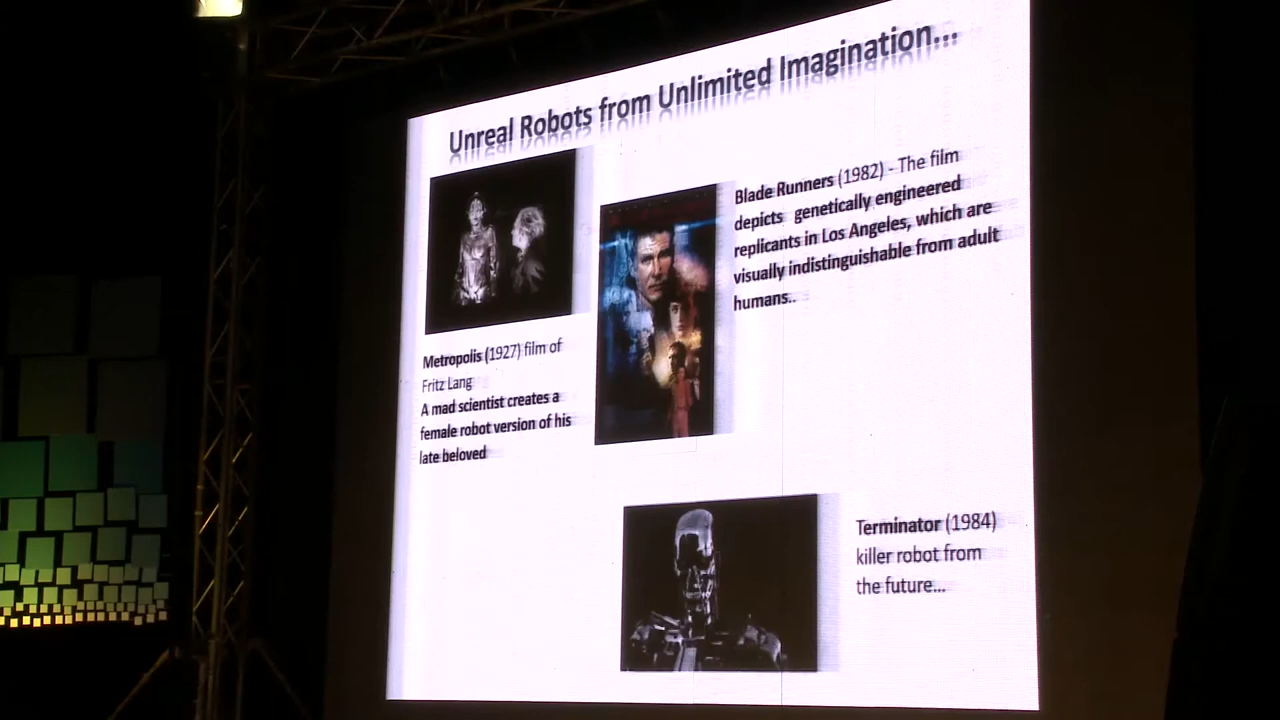 Unreal Robots from Unlimited Imagination...
Metropolis (1927) film of
Fritz Lang
A mad scientist creates a
female robot version of his
late beloved
Blade Runners (1982) - The film
depicts genetically engineered
replicants in Los Angeles, which are
visually indistinguishable from adult
humans..
Terminator (1984)
killer robot from
the future...